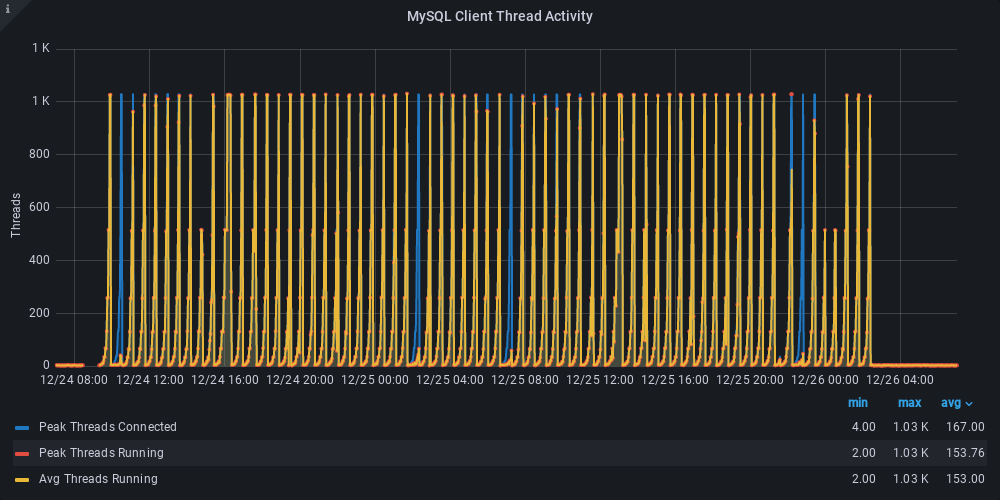 i
MySQL Client Thread Activity
1 K
1 K
800
600
400
200
0
Threads
12/24 08:00 12/24 12:00 12/24 16:00 12/24 20:00 12/25 00:00 12/25 04:00 12/25 08:00 12/25 12:00 12/25 16:00 12/25 20:00 12/26 00:00 12/26 04:00
min max avg
Peak Threads Connected 4.00 1.03 K 167.00
Peak Threads Running 2.00 1.03 K 153.76
Avg Threads Running 2.00 1.03 K 153.00